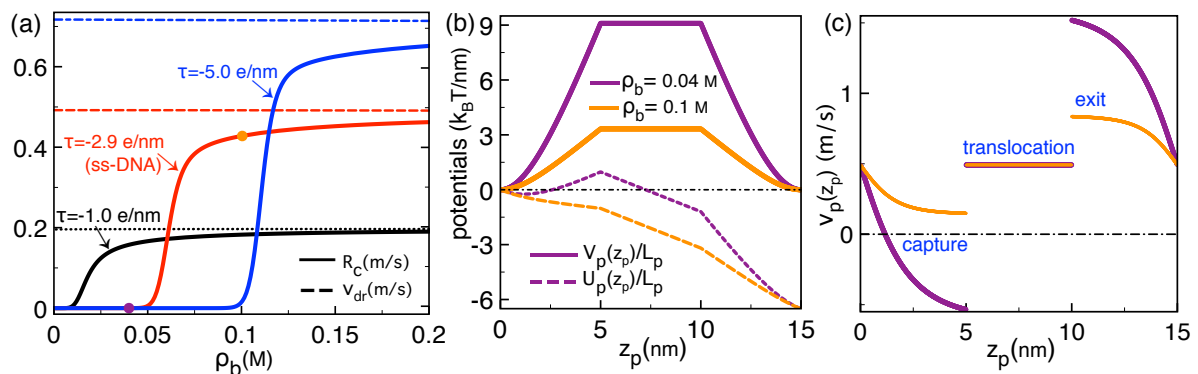 (a)
0.6
0.4
0.2
0
τ=-5.0 e/nm
τ=-2.9 e/nm
(ss-DNA)
τ=-1.0 e/nm
R_c(m/s)
v_dr(m/s)
0 0.05 0.1 0.15 0.2
ρ_b(M)
(b)
potentials (k_BT/nm)
9
6
3
0
-3
-6
ρ_b= 0.04 M
ρ_b= 0.1 M
V_p(z_p)/L_p
U_p(z_p)/L_p
0 5 10 15
z_p(nm)
(c)
v_p(z_p) (m/s)
1
0
exit
translocation
capture
0 5 10 15
z_p(nm)